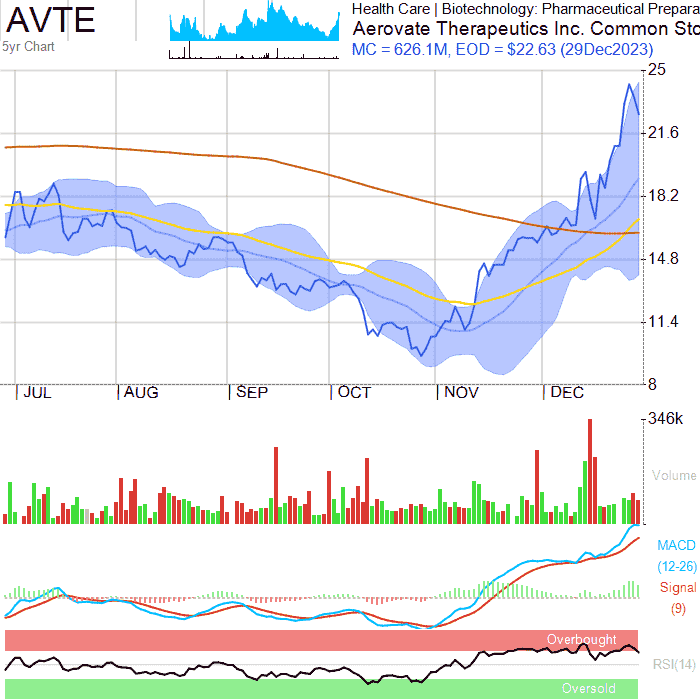 AVTE
5yr Chart
Health Care | Biotechnology: Pharmaceutical Prepara
Aerovate Therapeutics Inc. Common Sto
MC = 626.1M, EOD = $22.63 (29Dec2023)
25
21.6
18.2
14.8
11.4
8
JUL AUG SEP OCT NOV DEC
346k
Volume
MACD
(12-26)
Signal
(9)
Overbought
RSI(14)
Oversold